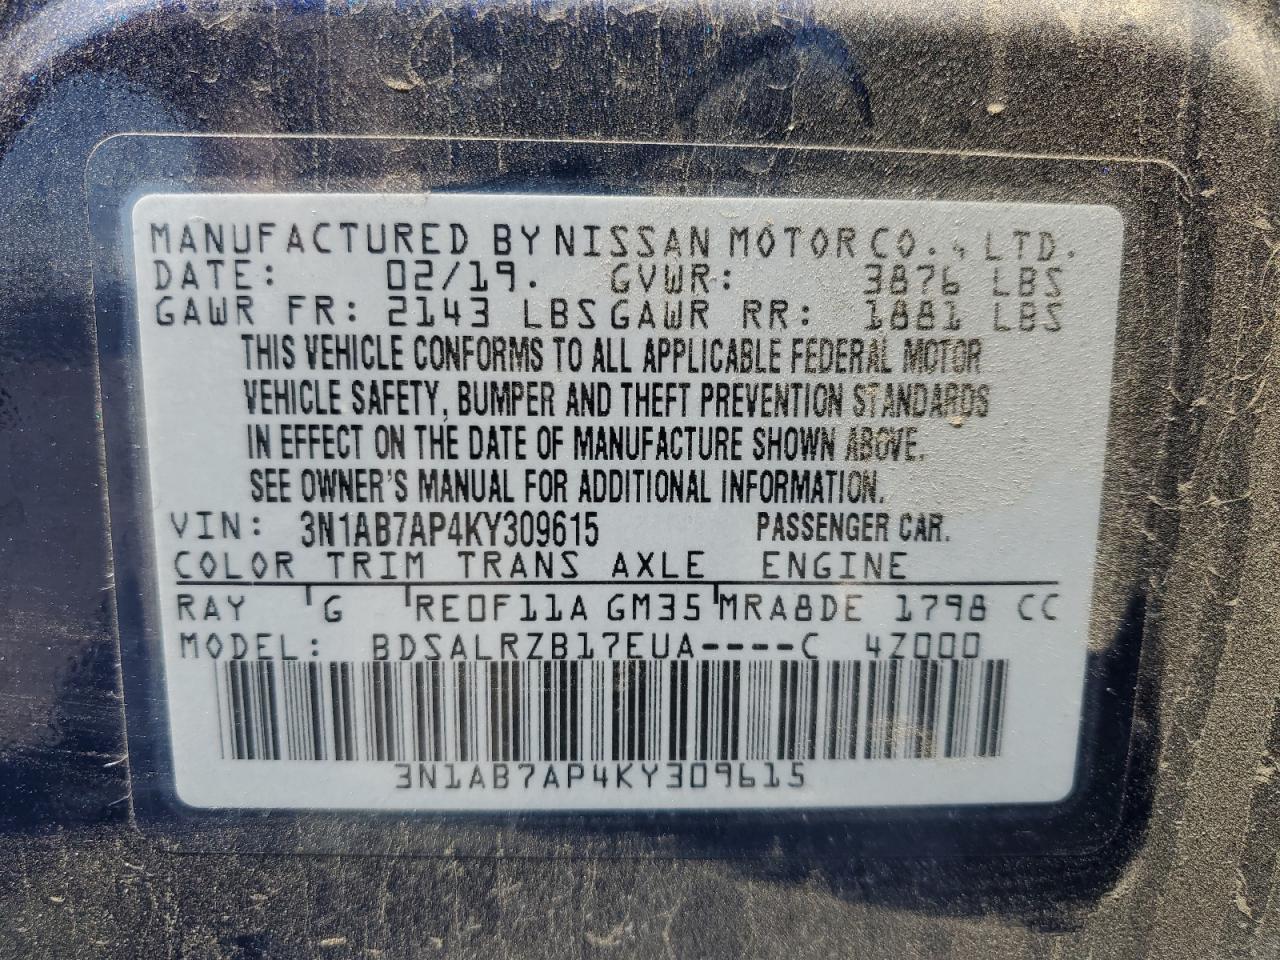 MANUFACTURED BY NISSAN MOTOR CO., LTD.
DATE: 02/19. GVWR: 3876 LBS
GAWR FR: 2143 LBS GAWR RR: 1881 LBS
THIS VEHICLE CONFORMS TO ALL APPLICABLE FEDERAL MOTOR
VEHICLE SAFETY, BUMPER AND THEFT PREVENTION STANDARDS
IN EFFECT ON THE DATE OF MANUFACTURE SHOWN ABOVE.
SEE OWNER'S MANUAL FOR ADDITIONAL INFORMATION.
VIN: 3N1AB7AP4KY309615 PASSENGER CAR.
COLOR TRIM TRANS AXLE ENGINE
RAY G RE0F11A GM35 MRA8DE 1798 CC
MODEL: BDSALRZB17EUA----C 4Z000
3N1AB7AP4KY309615